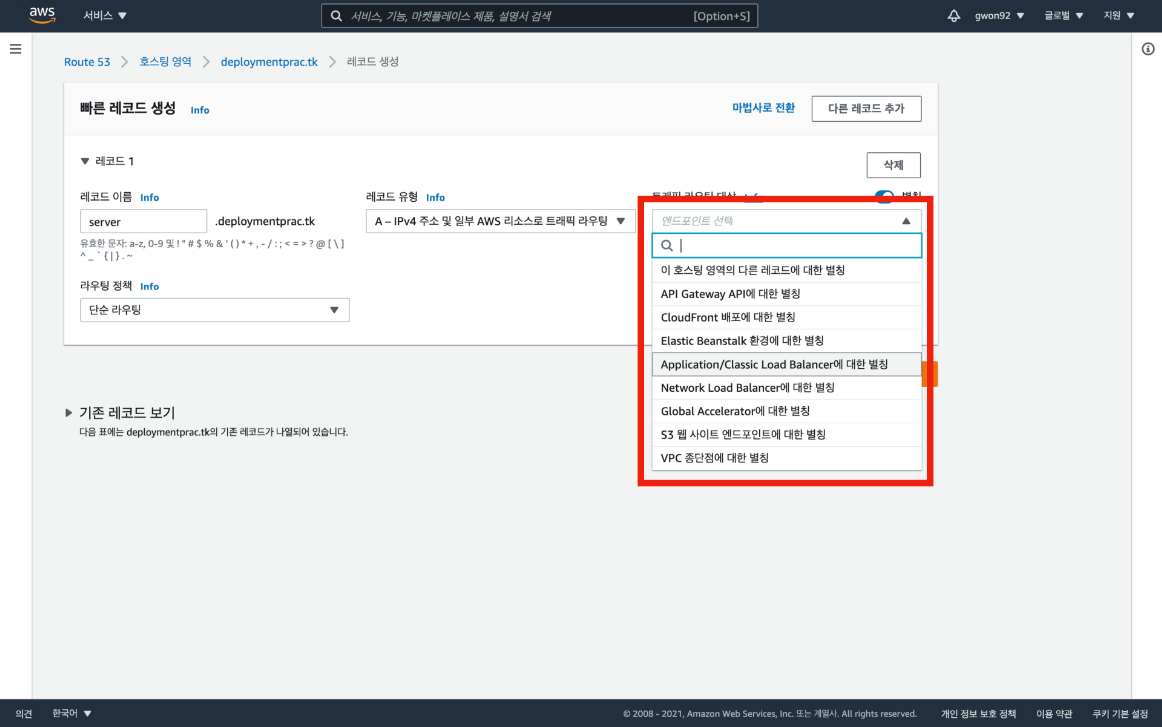 aws
서비스 ▼
서비스, 기능, 마켓플레이스 제품, 설명서 검색 [Option+S]
gwon92 ▼
글로벌 ▼
지원 ▼
Route 53 > 호스팅 영역 > deploymentprac.tk > 레코드 생성
빠른 레코드 생성 Info
마법사로 전환
다른 레코드 추가
▼ 레코드 1
삭제
레코드 이름 Info
server .deploymentprac.tk
유효한 문자: a-z, 0-9 및 ! " # $ % & ' ( ) * + , - / : ; < = > ? @ [ \ ]
^ _ ` { | } . ~
레코드 유형 Info
A – IPv4 주소 및 일부 AWS 리소스로 트래픽 라우팅 ▼
트래픽 라우팅 대상 Info
별칭
엔드포인트 선택
이 호스팅 영역의 다른 레코드에 대한 별칭
API Gateway API에 대한 별칭
CloudFront 배포에 대한 별칭
Elastic Beanstalk 환경에 대한 별칭
Application/Classic Load Balancer에 대한 별칭
Network Load Balancer에 대한 별칭
Global Accelerator에 대한 별칭
S3 웹 사이트 엔드포인트에 대한 별칭
VPC 종단점에 대한 별칭
라우팅 정책 Info
단순 라우팅 ▼
▶ 기존 레코드 보기
다음 표에는 deploymentprac.tk의 기존 레코드가 나열되어 있습니다.
의견
한국어 ▼
© 2008 - 2021, Amazon Web Services, Inc. 또는 계열사. All rights reserved.
개인 정보 보호 정책
이용 약관
쿠키 기본 설정